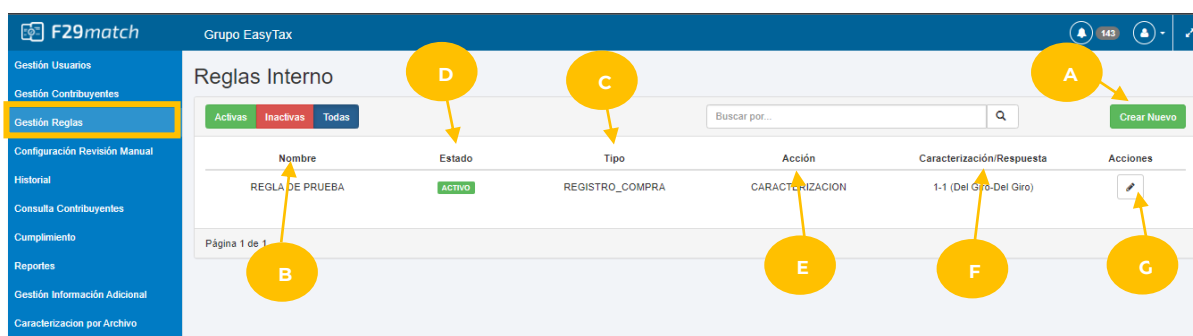 F29match
Grupo EasyTax
143
Gestión Usuarios
Gestión Contribuyentes
Gestión Reglas
Configuración Revisión Manual
Historial
Consulta Contribuyentes
Cumplimiento
Reportes
Gestión Información Adicional
Caracterizacion por Archivo
Reglas Interno
D
C
A
Activas Inactivas Todas
Buscar por...
Crear Nuevo
Nombre Estado Tipo Acción Caracterización/Respuesta Acciones
REGLA DE PRUEBA ACTIVO REGISTRO_COMPRA CARACTERIZACION 1-1 (Del Giro-Del Giro)
Página 1 de 1
B
E
F
G